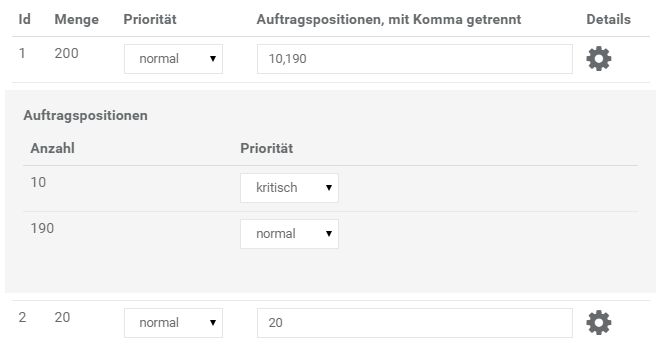 Id Menge Priorität Auftragspositionen, mit Komma getrennt Details
1 200 normal 10,190
Auftragspositionen
Anzahl Priorität
10 kritisch
190 normal
2 20 normal 20